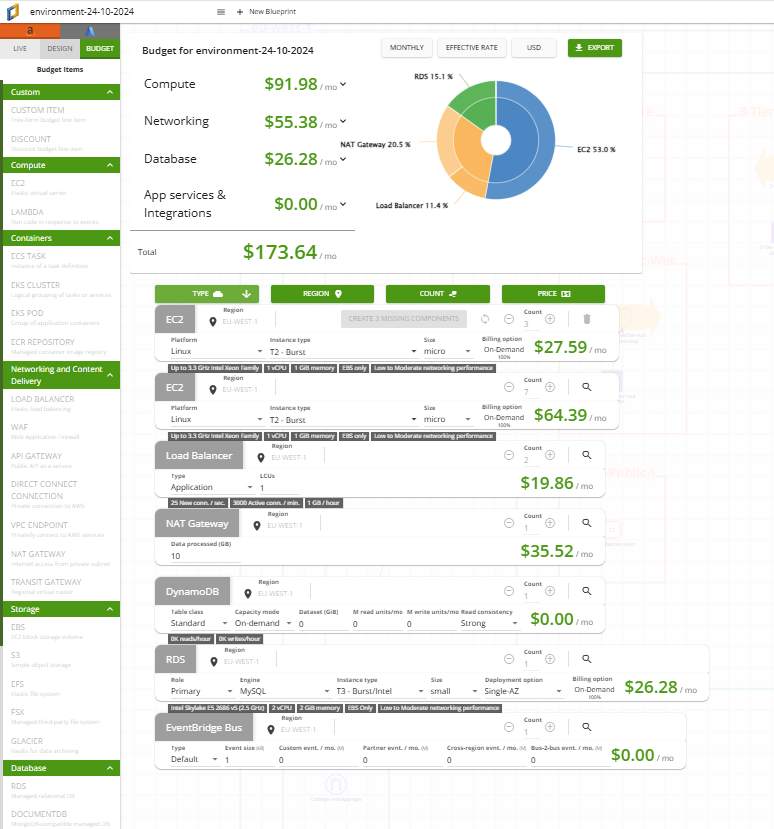 environment-24-10-2024
+ New Blueprint
a
LIVE
DESIGN
BUDGET
Budget Items
Custom
CUSTOM ITEM
Free-form budget line item
DISCOUNT
Discount budget line item
Compute
EC2
Elastic virtual server
LAMBDA
Run code in response to events
Containers
ECS TASK
Instance of a task definition
EKS CLUSTER
Logical grouping of tasks or services
EKS POD
Group of application containers
ECR REPOSITORY
Managed container image registry
Networking and Content
Delivery
LOAD BALANCER
Elastic load balancing
WAF
Web Application Firewall
API GATEWAY
Public API as a service
DIRECT CONNECT
CONNECTION
Private connection to AWS
VPC ENDPOINT
Privately connect to AWS services
NAT GATEWAY
Internet access from private subnet
TRANSIT GATEWAY
Regional virtual router
Storage
EBS
EC2 block storage volume
S3
Simple object storage
EFS
Elastic file system
FSX
Managed third-party file system
GLACIER
Vaults for data archiving
Database
RDS
Managed relational DB
DOCUMENTDB
MongoDB-compatible managed DB
Budget for environment-24-10-2024
MONTHLY
EFFECTIVE RATE
USD
EXPORT
Compute $91.98 / mo
Networking $55.38 / mo
Database $26.28 / mo
App services &
Integrations $0.00 / mo
Total $173.64 / mo
RDS 15.1 %
NAT Gateway 20.5 %
EC2 53.0 %
Load Balancer 11.4 %
TYPE
REGION
COUNT
PRICE
EC2
Region
EU-WEST-1
CREATE 3 MISSING COMPONENTS
Count
3
Platform Instance type Size Billing option
Linux T2 - Burst micro On-Demand $27.59 / mo
100%
Up to 3.3 GHz Intel Xeon Family 1 vCPU 1 GiB memory EBS only Low to Moderate networking performance
EC2
Region
EU-WEST-1
Count
7
Platform Instance type Size Billing option
Linux T2 - Burst micro On-Demand $64.39 / mo
100%
Up to 3.3 GHz Intel Xeon Family 1 vCPU 1 GiB memory EBS only Low to Moderate networking performance
Load Balancer
Region
EU-WEST-1
Count
2
Type LCUs
Application 1 $19.86 / mo
25 New conn. / sec. 3000 Active conn. / min. 1 GB / hour
NAT Gateway
Region
EU-WEST-1
Count
1
Data processed (GB)
10 $35.52 / mo
DynamoDB
Region
EU-WEST-1
Count
1
Table class Capacity mode Dataset (GiB) M read units/mo M write units/mo Read consistency
Standard On-demand 0 0 0 Strong $0.00 / mo
0K reads/hour 0K writes/hour
RDS
Region
EU-WEST-1
Count
1
Role Engine Instance type Size Deployment option Billing option
Primary MySQL T3 - Burst/Intel small Single-AZ On-Demand $26.28 / mo
100%
Intel Skylake E5 2686 v5 (2.5 GHz) 2 vCPU 2 GiB memory EBS Only Low to Moderate networking performance
EventBridge Bus
Region
EU-WEST-1
Count
1
Type Event size (KB) Custom evnt. / mo. (M) Partner evnt. / mo. (M) Cross-region evnt. / mo. (M) Bus-2-bus evnt. / mo. (M)
Default 1 0 0 0 0 $0.00 / mo